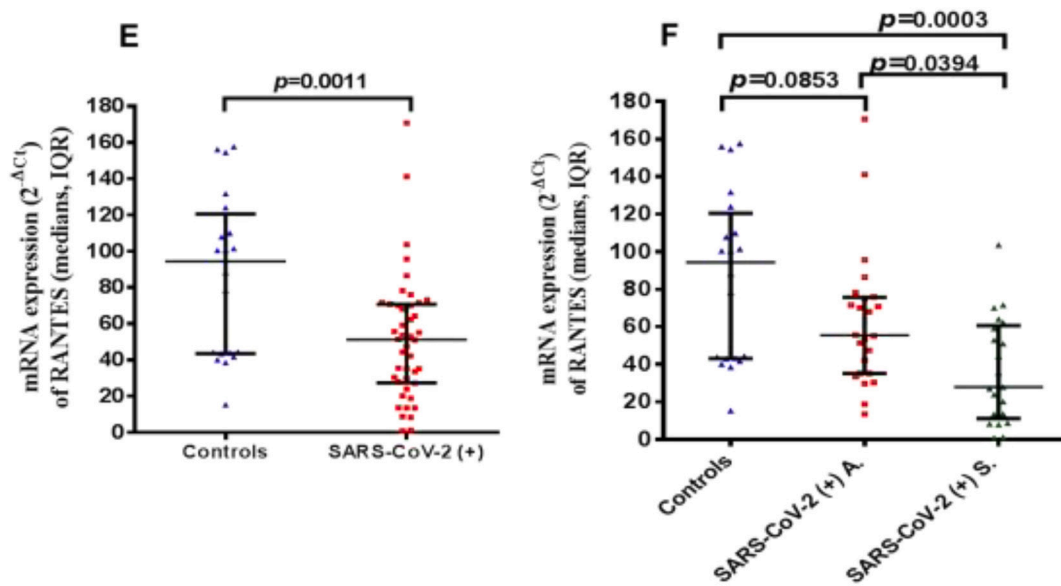 E
p=0.0011
mRNA expression (2^-ΔCt)
of RANTES (medians, IQR)
180
160
140
120
100
80
60
40
20
0
Controls SARS-CoV-2 (+)
F
p=0.0003
p=0.0853
p=0.0394
mRNA expression (2^-ΔCt)
of RANTES (medians, IQR)
180
160
140
120
100
80
60
40
20
0
Controls
SARS-CoV-2 (+) A.
SARS-CoV-2 (+) S.